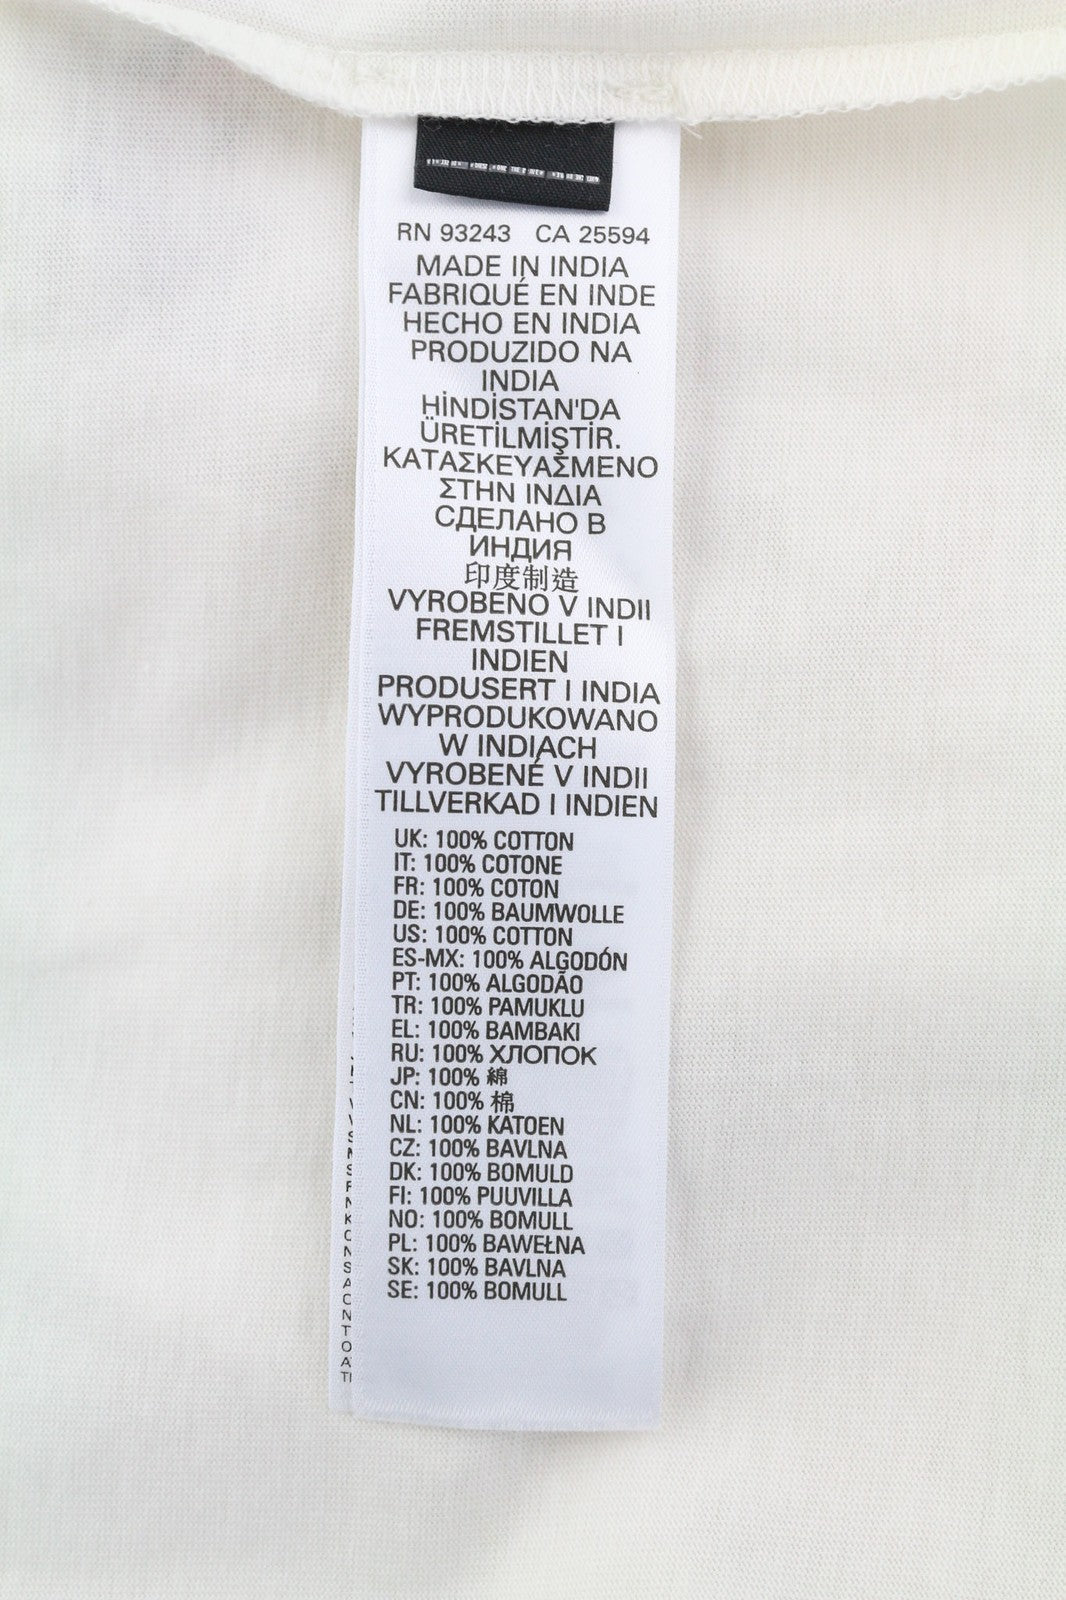 RN 93243 CA 25594
MADE IN INDIA
FABRIQUÉ EN INDE
HECHO EN INDIA
PRODUZIDO NA
INDIA
HİNDİSTAN'DA
ÜRETİLMİŞTİR.
ΚΑΤΑΣΚΕΥΑΣΜΕΝΟ
ΣΤΗΝ ΙΝΔΙΑ
СДЕЛАНО В
ИНДИЯ
印度制造
VYROBENO V INDII
FREMSTILLET I
INDIEN
PRODUSERT I INDIA
WYPRODUKOWANO
W INDIACH
VYROBENÉ V INDII
TILLVERKAD I INDIEN
UK: 100% COTTON
IT: 100% COTONE
FR: 100% COTON
DE: 100% BAUMWOLLE
US: 100% COTTON
ES-MX: 100% ALGODÓN
PT: 100% ALGODÃO
TR: 100% PAMUKLU
EL: 100% ΒΑΜΒΑΚΙ
RU: 100% ХЛОПОК
JP: 100% 綿
CN: 100% 棉
NL: 100% KATOEN
CZ: 100% BAVLNA
DK: 100% BOMULD
FI: 100% PUUVILLA
NO: 100% BOMULL
PL: 100% BAWEŁNA
SK: 100% BAVLNA
SE: 100% BOMULL